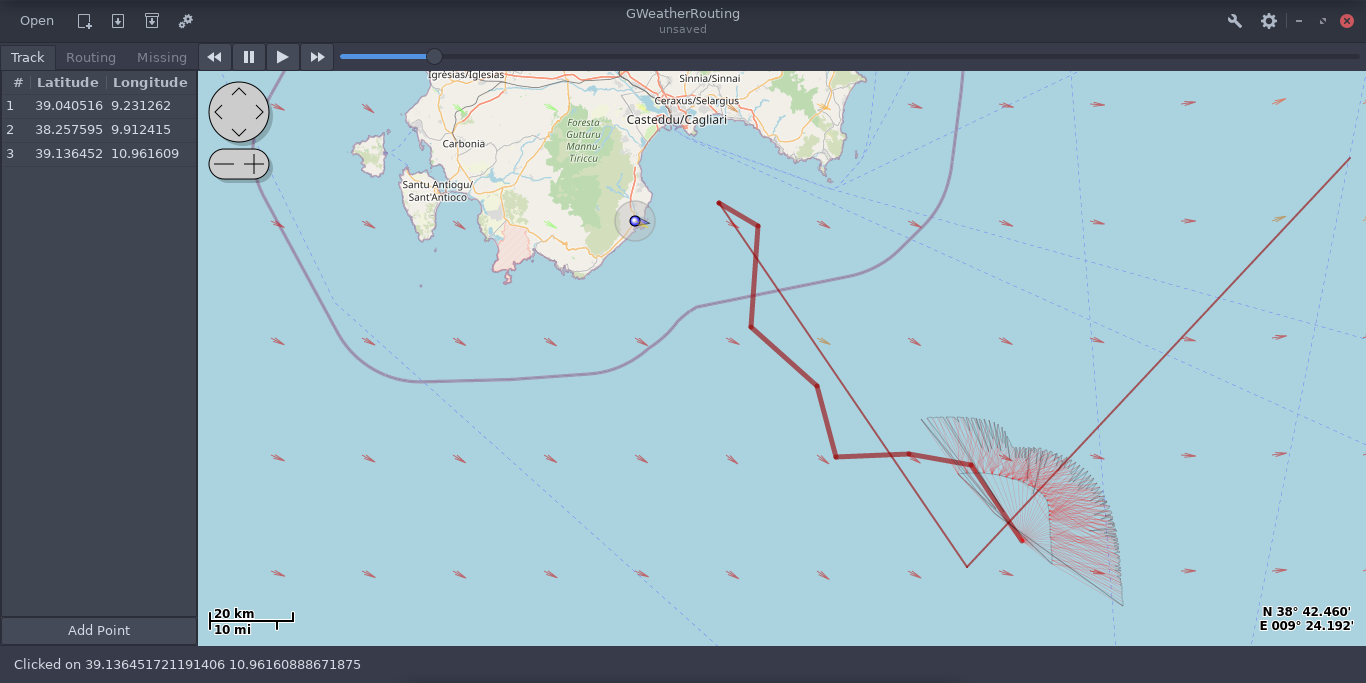 GWeatherRouting
Open
unsaved
Track Routing Missing
# Latitude Longitude
1 39.040516 9.231262
2 38.257595 9.912415
3 39.136452 10.961609
Igrésias/Iglesias
Sinnia/Sinnai
Ceraxus/Selargius
Casteddu/Cagliari
Foresta
Gutturu
Mannu-
Tiriccu
Carbonia
Santu Antiogu/
Sant'Antioco
20 km
10 mi
N 38° 42.460'
E 009° 24.192'
Add Point
Clicked on 39.136451721191406 10.96160888671875